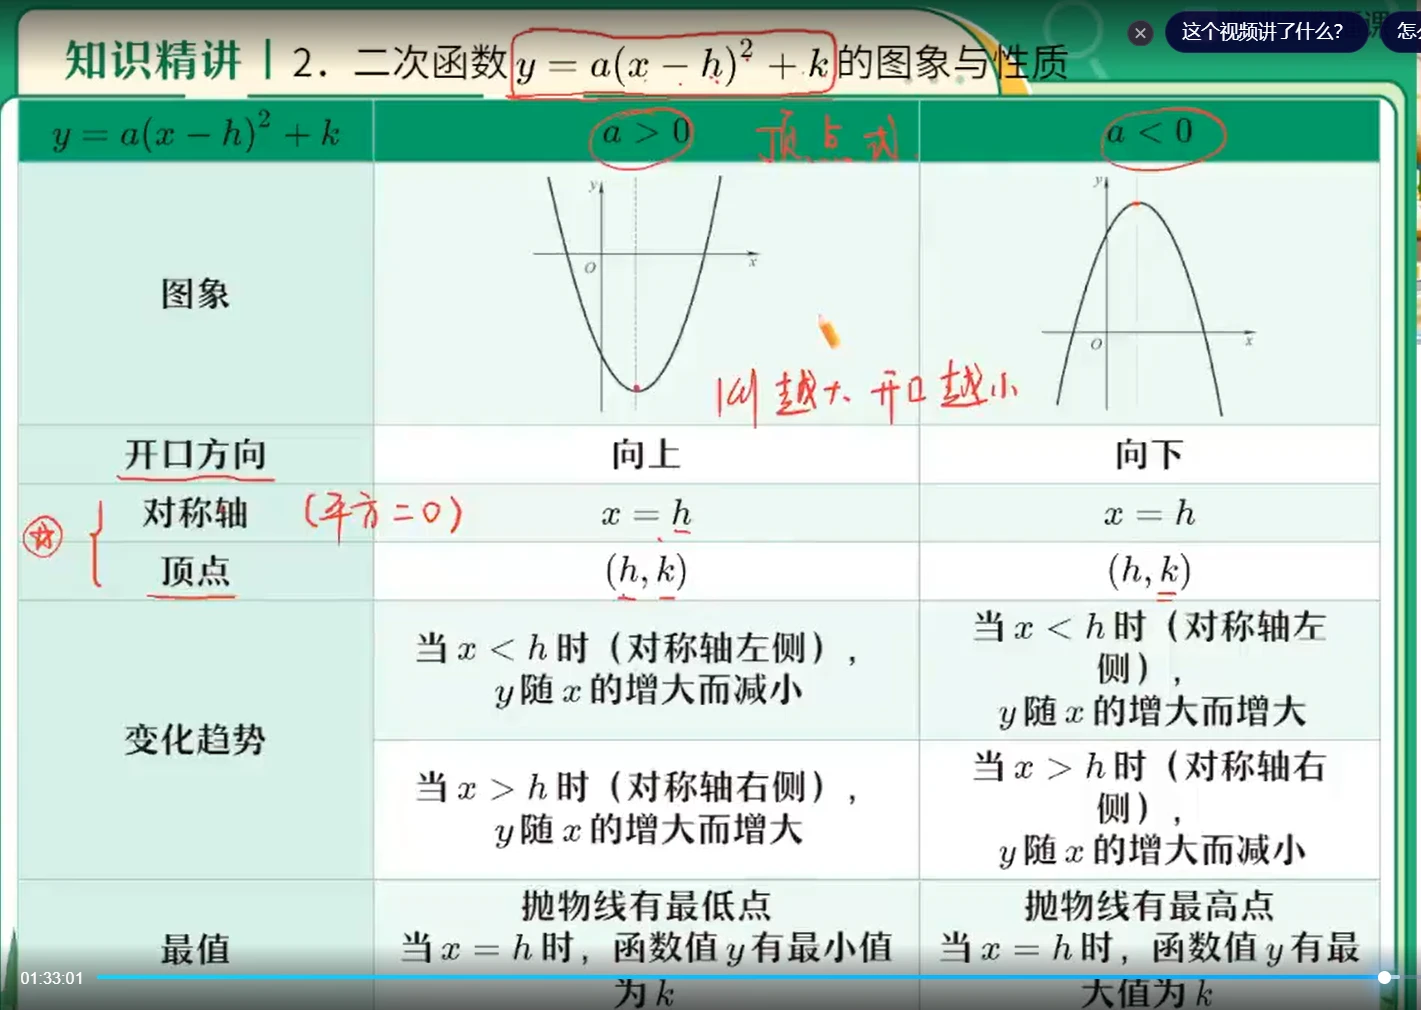 这个视频讲了什么?
知识精讲 | 2. 二次函数 y = a(x − h)² + k 的图象与性质
y = a(x − h)² + k
a > 0
顶点式
a < 0
图象
y
O
x
y
O
x
|a| 越大 开口越小
开口方向
向上
向下
对称轴 (平方=0)
x = h
x = h
顶点
(h, k)
(h, k)
变化趋势
当 x < h 时（对称轴左侧）,
y 随 x 的增大而减小
当 x < h 时（对称轴左
侧）,
y 随 x 的增大而增大
当 x > h 时（对称轴右侧）,
y 随 x 的增大而增大
当 x > h 时（对称轴右
侧）,
y 随 x 的增大而减小
最值
抛物线有最低点
当 x = h 时, 函数值 y 有最小值
为 k
抛物线有最高点
当 x = h 时, 函数值 y 有最
大值为 k
01:33:01